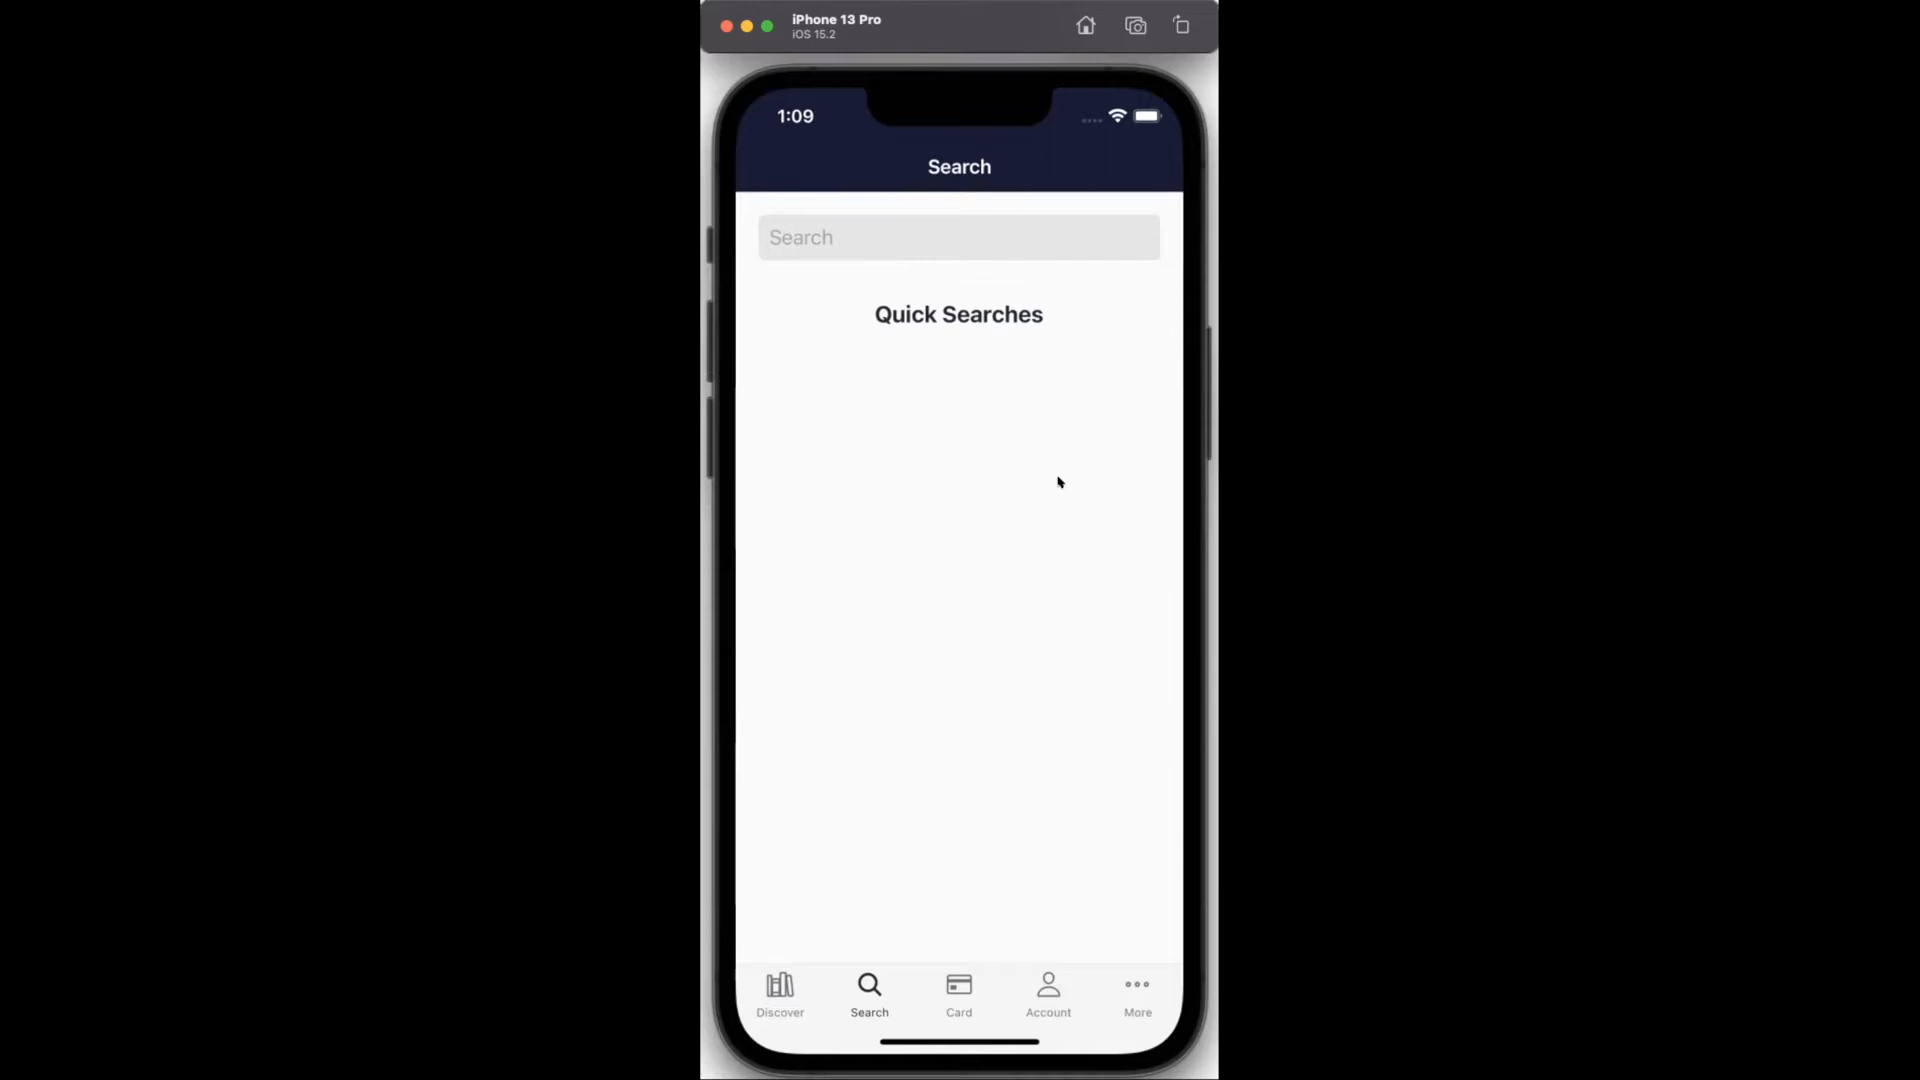 iPhone 13 Pro
iOS 15.2
1:09
Search
Search
Quick Searches
Discover
Search
Card
Account
More